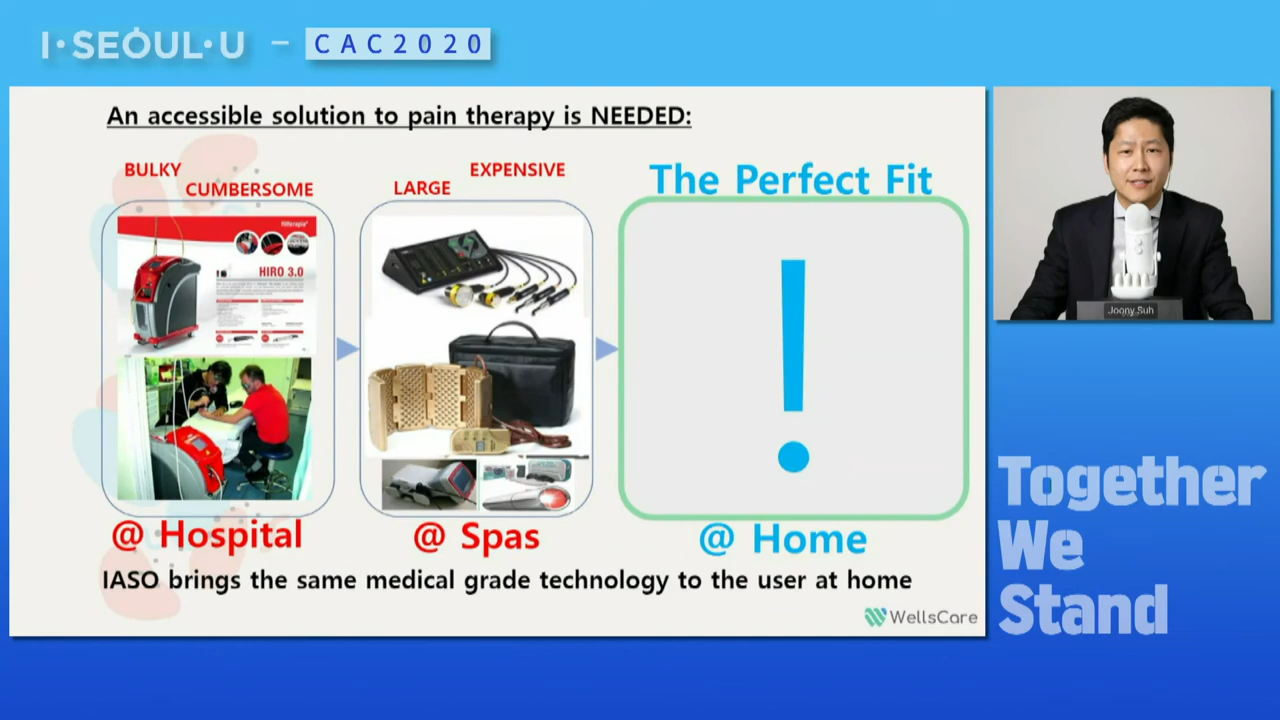 I·SEOUL·U – CAC2020
An accessible solution to pain therapy is NEEDED:
BULKY
CUMBERSOME
LARGE
EXPENSIVE
The Perfect Fit
Hilterapia®
HIRO 3.0
!
@ Hospital
@ Spas
@ Home
IASO brings the same medical grade technology to the user at home
WellsCare
Joony Suh
Together
We
Stand